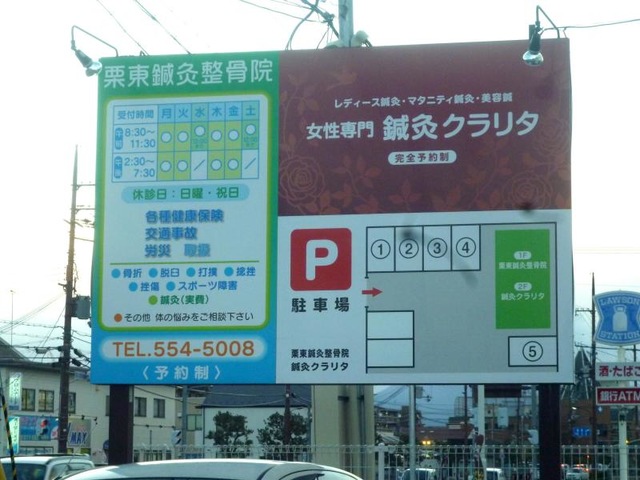 栗東鍼灸整骨院
受付時間 月 火 水 木 金 土
午前 8:30~11:30
午後 2:30~7:30
休診日：日曜・祝日
各種健康保険
交通事故
労災 取扱
●骨折 ●脱臼 ●打撲 ●捻挫
●挫傷 ●スポーツ障害
●鍼灸(実費)
●その他 体の悩みをご相談下さい
TEL.554-5008
〈予約制〉
レディース鍼灸・マタニティ鍼灸・美容鍼
女性専門 鍼灸クラリタ
完全予約制
P
駐車場
① ② ③ ④
1F
栗東鍼灸整骨院
2F
鍼灸クラリタ
⑤
栗東鍼灸整骨院
鍼灸クラリタ
LAWSON
STATION
酒・たばこ
銀行ATM
MAX